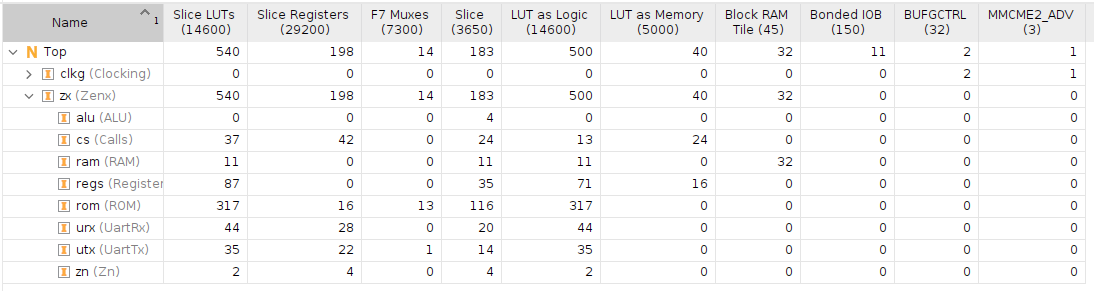 Name 1 Slice LUTs (14600) Slice Registers (29200) F7 Muxes (7300) Slice (3650) LUT as Logic (14600) LUT as Memory (5000) Block RAM Tile (45) Bonded IOB (150) BUFGCTRL (32) MMCME2_ADV (3)
N Top 540 198 14 183 500 40 32 11 2 1
clkg (Clocking) 0 0 0 0 0 0 0 0 2 1
zx (Zenx) 540 198 14 183 500 40 32 0 0 0
alu (ALU) 0 0 0 4 0 0 0 0 0 0
cs (Calls) 37 42 0 24 13 24 0 0 0 0
ram (RAM) 11 0 0 11 11 0 32 0 0 0
regs (Register 87 0 0 35 71 16 0 0 0 0
rom (ROM) 317 16 13 116 317 0 0 0 0 0
urx (UartRx) 44 28 0 20 44 0 0 0 0 0
utx (UartTx) 35 22 1 14 35 0 0 0 0 0
zn (Zn) 2 4 0 4 2 0 0 0 0 0